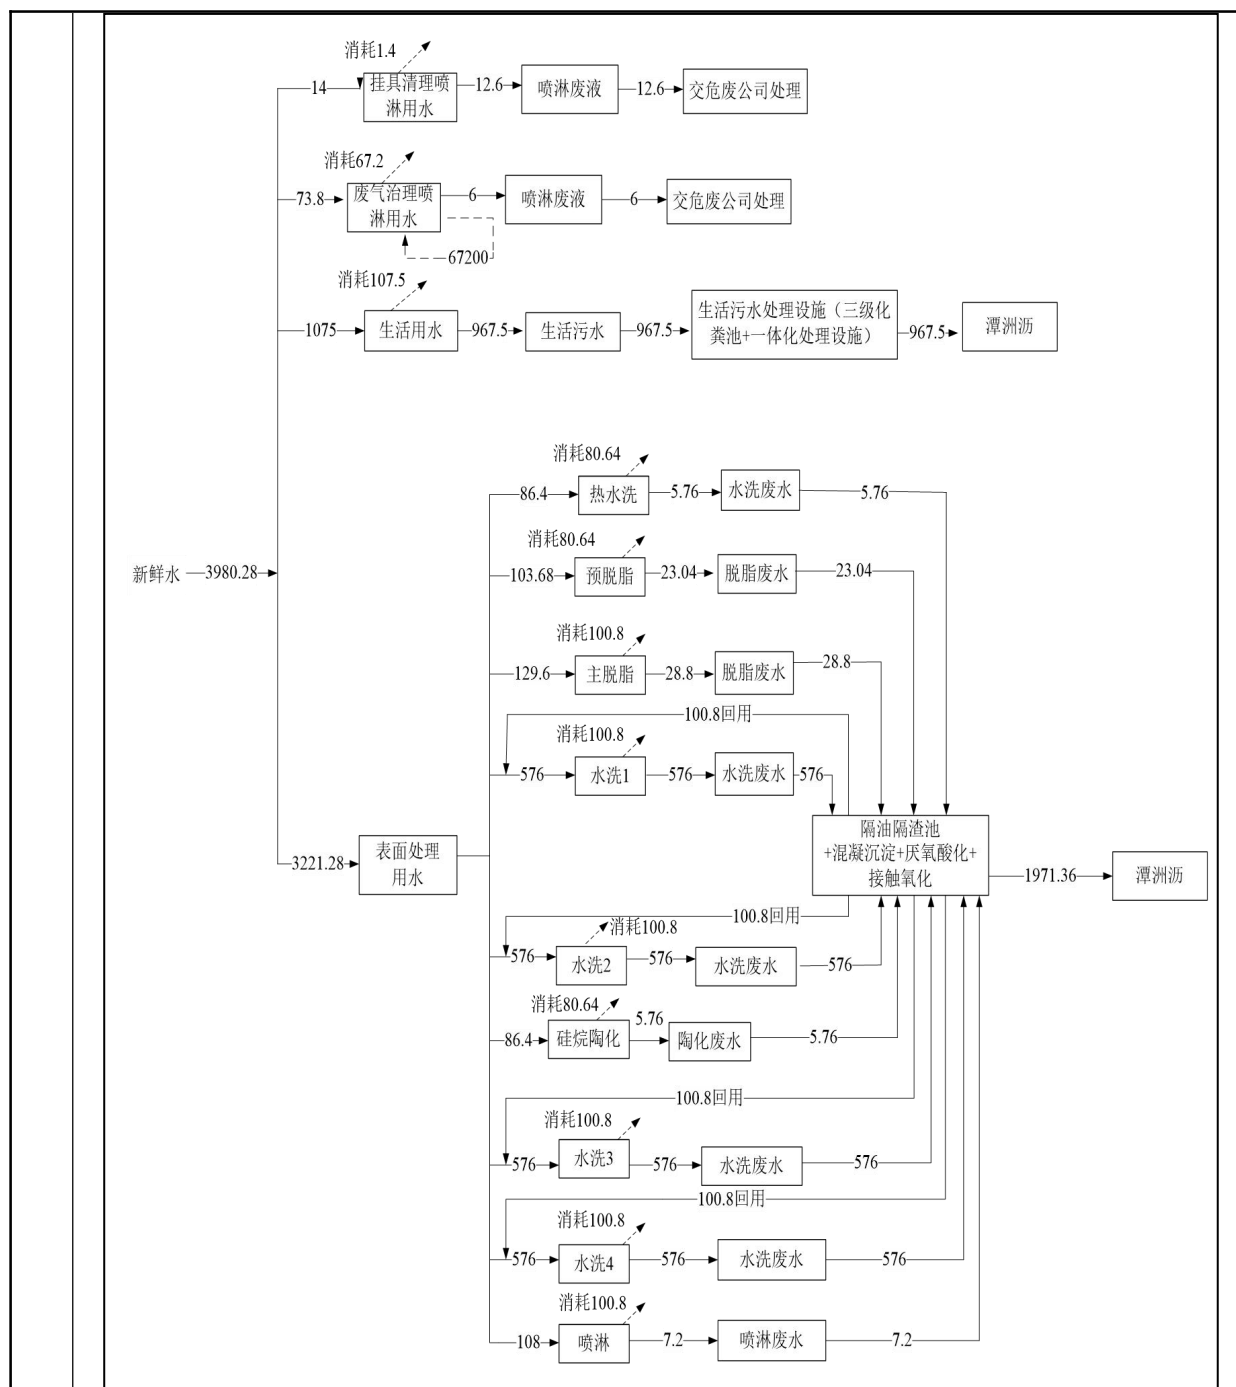 消耗1.4
14
挂具清理喷
淋用水
12.6
喷淋废液
12.6
交危废公司处理
消耗67.2
73.8
废气治理喷
淋用水
6
喷淋废液
6
交危废公司处理
67200
消耗107.5
1075
生活用水
967.5
生活污水
967.5
生活污水处理设施（三级化
粪池+一体化处理设施）
967.5
潭洲沥
消耗80.64
86.4
热水洗
5.76
水洗废水
5.76
新鲜水
3980.28
消耗80.64
103.68
预脱脂
23.04
脱脂废水
23.04
消耗100.8
129.6
主脱脂
28.8
脱脂废水
28.8
100.8回用
消耗100.8
576
水洗1
576
水洗废水
576
3221.28
表面处理
用水
隔油隔渣池
+混凝沉淀+厌氧酸化+
接触氧化
1971.36
潭洲沥
100.8回用
消耗100.8
576
水洗2
576
水洗废水
576
消耗80.64
86.4
硅烷陶化
5.76
陶化废水
5.76
100.8回用
消耗100.8
576
水洗3
576
水洗废水
576
100.8回用
消耗100.8
576
水洗4
576
水洗废水
576
消耗100.8
108
喷淋
7.2
喷淋废水
7.2